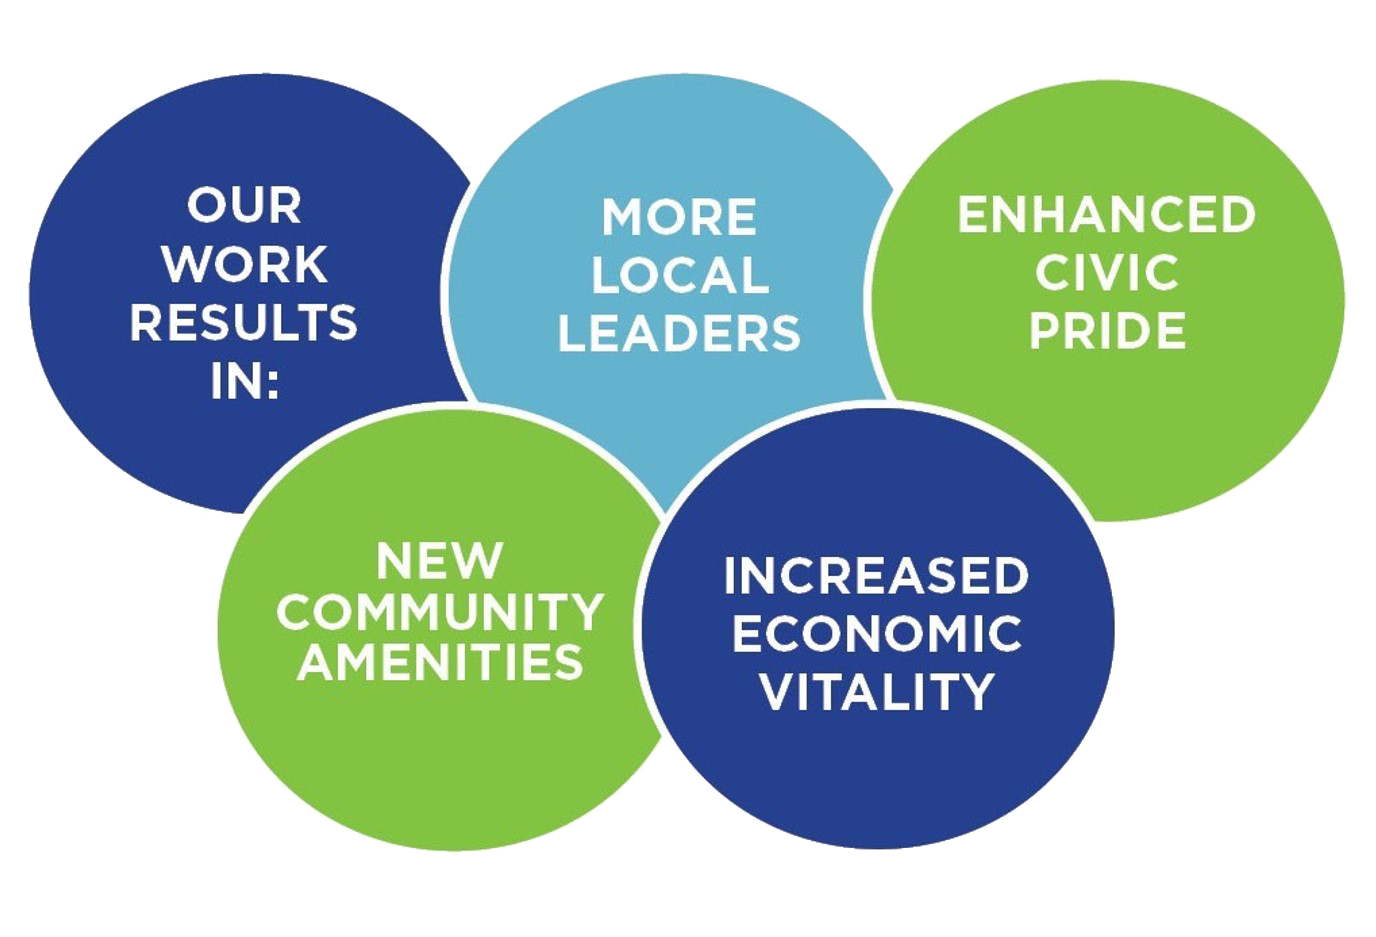 OUR
WORK
RESULTS
IN:
MORE
LOCAL
LEADERS
ENHANCED
CIVIC
PRIDE
NEW
COMMUNITY
AMENITIES
INCREASED
ECONOMIC
VITALITY